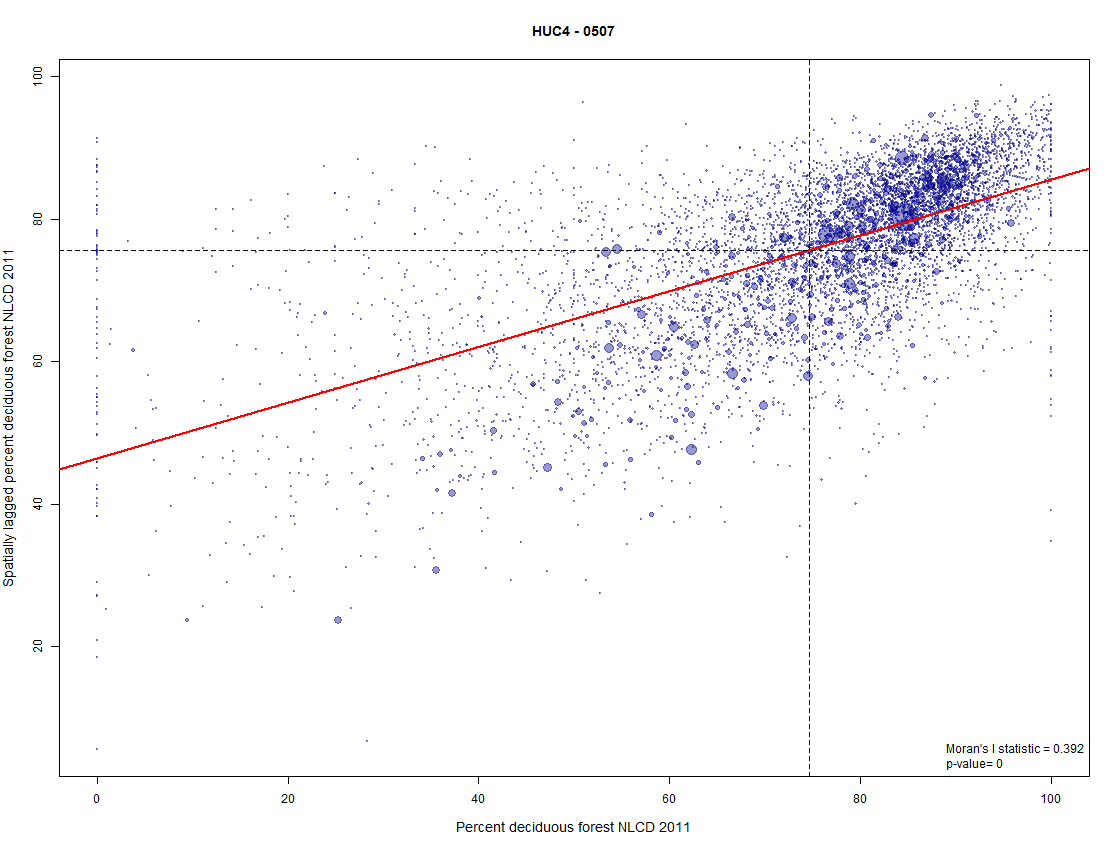 HUC4 - 0507
Spatially lagged percent deciduous forest NLCD 2011
100
80
60
40
20
Moran's I statistic = 0.392
p-value= 0
0 20 40 60 80 100
Percent deciduous forest NLCD 2011